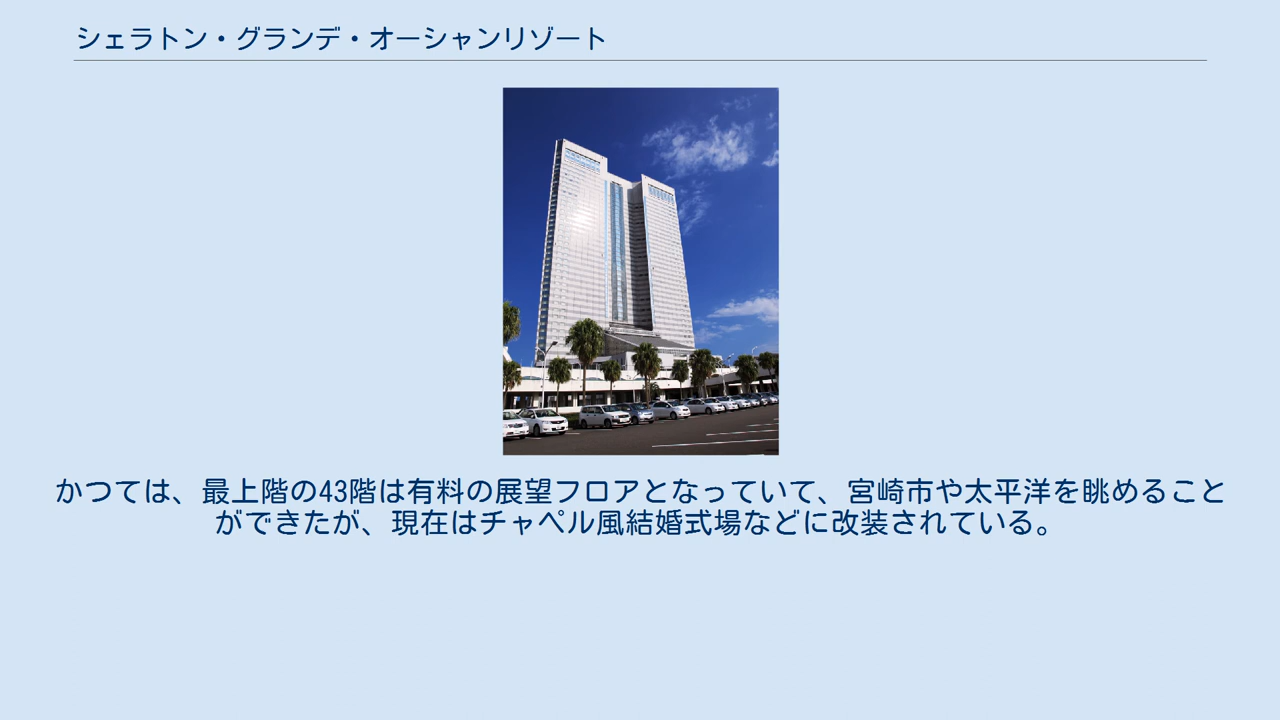 シェラトン・グランデ・オーシャンリゾート
かつては、最上階の43階は有料の展望フロアとなっていて、宮崎市や太平洋を眺めること
ができたが、現在はチャペル風結婚式場などに改装されている。